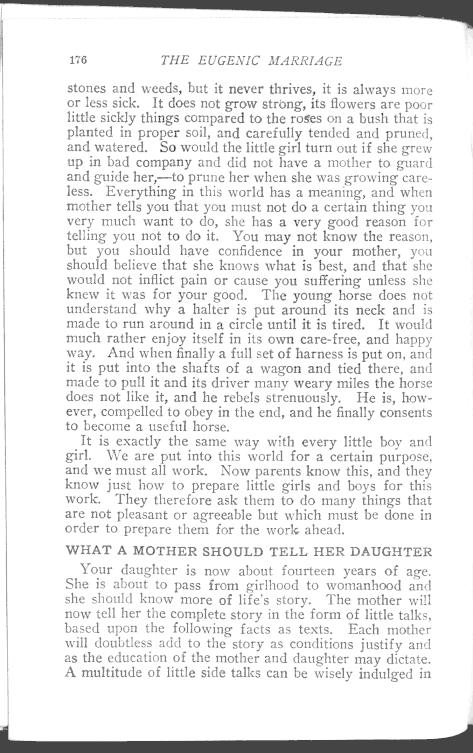 176 THE EUGENIC MARRIAGE
stones and weeds, but it never thrives, it is always more
or less sick. It does not grow strong, its flowers are poor
little sickly things compared to the roses on a bush that is
planted in proper soil, and carefully tended and pruned,
and watered. So would the little girl turn out if she grew
up in bad company and did not have a mother to guard
and guide her,—to prune her when she was growing care-
less. Everything in this world has a meaning, and when
mother tells you that you must not do a certain thing you
very much want to do, she has a very good reason for
telling you not to do it. You may not know the reason,
but you should have confidence in your mother, you
should believe that she knows what is best, and that she
would not inflict pain or cause you suffering unless she
knew it was for your good. The young horse does not
understand why a halter is put around its neck and is
made to run around in a circle until it is tired. It would
much rather enjoy itself in its own care-free, and happy
way. And when finally a full set of harness is put on, and
it is put into the shafts of a wagon and tied there, and
made to pull it and its driver many weary miles the horse
does not like it, and he rebels strenuously. He is, how-
ever, compelled to obey in the end, and he finally consents
to become a useful horse.
It is exactly the same way with every little boy and
girl. We are put into this world for a certain purpose,
and we must all work. Now parents know this, and they
know just how to prepare little girls and boys for this
work. They therefore ask them to do many things that
are not pleasant or agreeable but which must be done in
order to prepare them for the work ahead.
WHAT A MOTHER SHOULD TELL HER DAUGHTER
Your daughter is now about fourteen years of age.
She is about to pass from girlhood to womanhood and
she should know more of life's story. The mother will
now tell her the complete story in the form of little talks,
based upon the following facts as texts. Each mother
will doubtless add to the story as conditions justify and
as the education of the mother and daughter may dictate.
A multitude of little side talks can be wisely indulged in